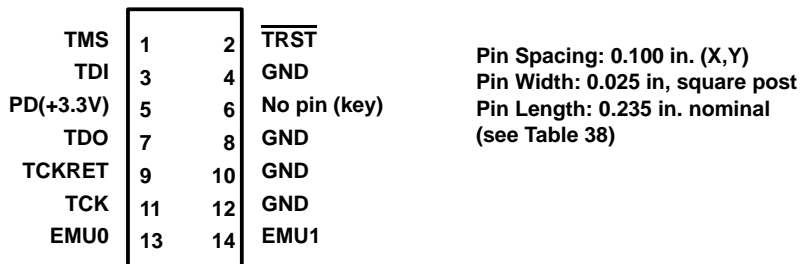 TMS 1 2 TRST
TDI 3 4 GND
PD(+3.3V) 5 6 No pin (key)
TDO 7 8 GND
TCKRET 9 10 GND
TCK 11 12 GND
EMU0 13 14 EMU1
Pin Spacing: 0.100 in. (X,Y)
Pin Width: 0.025 in, square post
Pin Length: 0.235 in. nominal
(see Table 38)